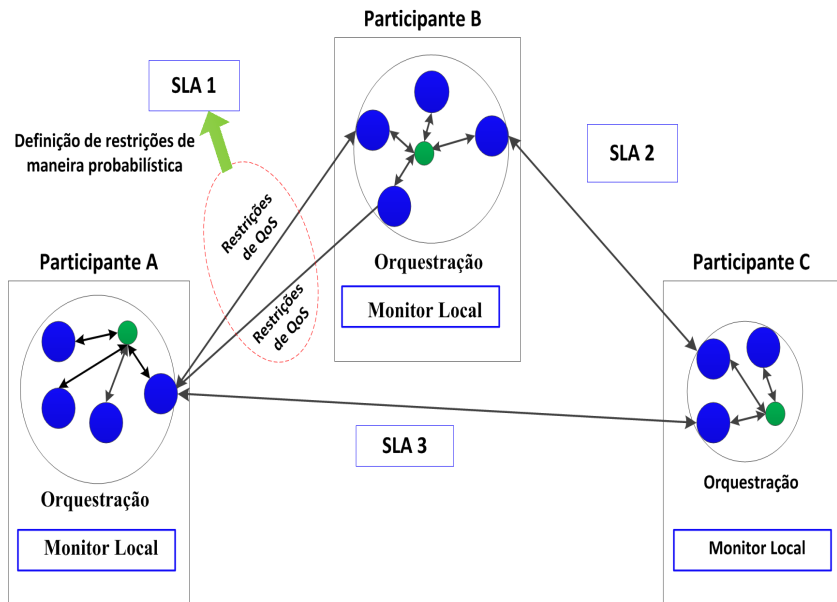 Participante B
SLA 1
Definição de restrições de
maneira probabilística
SLA 2
Restrições
de QoS
Restrições
de QoS
Orquestração
Monitor Local
Participante A
Participante C
Orquestração
Monitor Local
SLA 3
Orquestração
Monitor Local